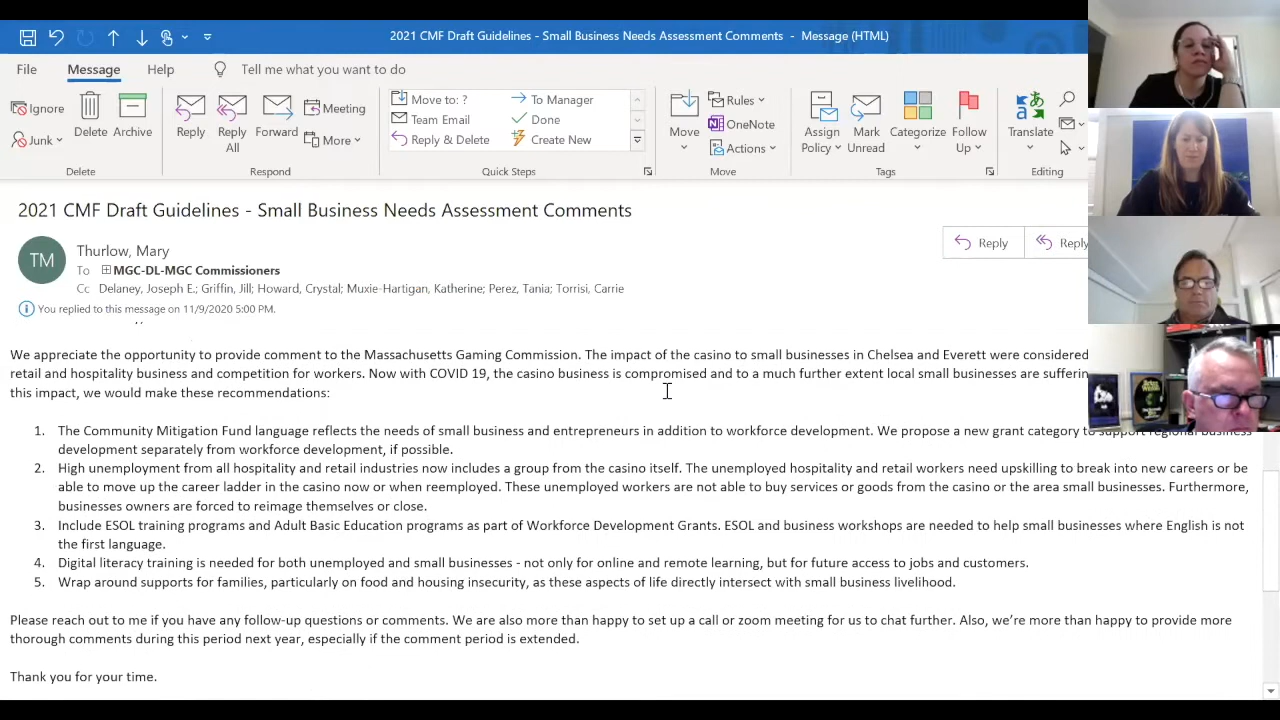 2021 CMF Draft Guidelines - Small Business Needs Assessment Comments - Message (HTML)
File Message Help Tell me what you want to do
Ignore
Junk
Delete
Archive
Delete
Reply
Reply All
Forward
Meeting
More
Respond
Move to: ?
To Manager
Team Email
Done
Reply & Delete
Create New
Quick Steps
Move
Rules
OneNote
Actions
Move
Assign Policy
Mark Unread
Categorize
Follow Up
Tags
Translate
Editing
2021 CMF Draft Guidelines - Small Business Needs Assessment Comments
TM
Thurlow, Mary
To MGC-DL-MGC Commissioners
Cc Delaney, Joseph E.; Griffin, Jill; Howard, Crystal; Muxie-Hartigan, Katherine; Perez, Tania; Torrisi, Carrie
Reply
Reply
You replied to this message on 11/9/2020 5:00 PM.
We appreciate the opportunity to provide comment to the Massachusetts Gaming Commission. The impact of the casino to small businesses in Chelsea and Everett were considered
retail and hospitality business and competition for workers. Now with COVID 19, the casino business is compromised and to a much further extent local small businesses are sufferin
this impact, we would make these recommendations:
1. The Community Mitigation Fund language reflects the needs of small business and entrepreneurs in addition to workforce development. We propose a new grant category to support regional business
development separately from workforce development, if possible.
2. High unemployment from all hospitality and retail industries now includes a group from the casino itself. The unemployed hospitality and retail workers need upskilling to break into new careers or be
able to move up the career ladder in the casino now or when reemployed. These unemployed workers are not able to buy services or goods from the casino or the area small businesses. Furthermore,
businesses owners are forced to reimage themselves or close.
3. Include ESOL training programs and Adult Basic Education programs as part of Workforce Development Grants. ESOL and business workshops are needed to help small businesses where English is not
the first language.
4. Digital literacy training is needed for both unemployed and small businesses - not only for online and remote learning, but for future access to jobs and customers.
5. Wrap around supports for families, particularly on food and housing insecurity, as these aspects of life directly intersect with small business livelihood.
Please reach out to me if you have any follow-up questions or comments. We are also more than happy to set up a call or zoom meeting for us to chat further. Also, we're more than happy to provide more
thorough comments during this period next year, especially if the comment period is extended.
Thank you for your time.